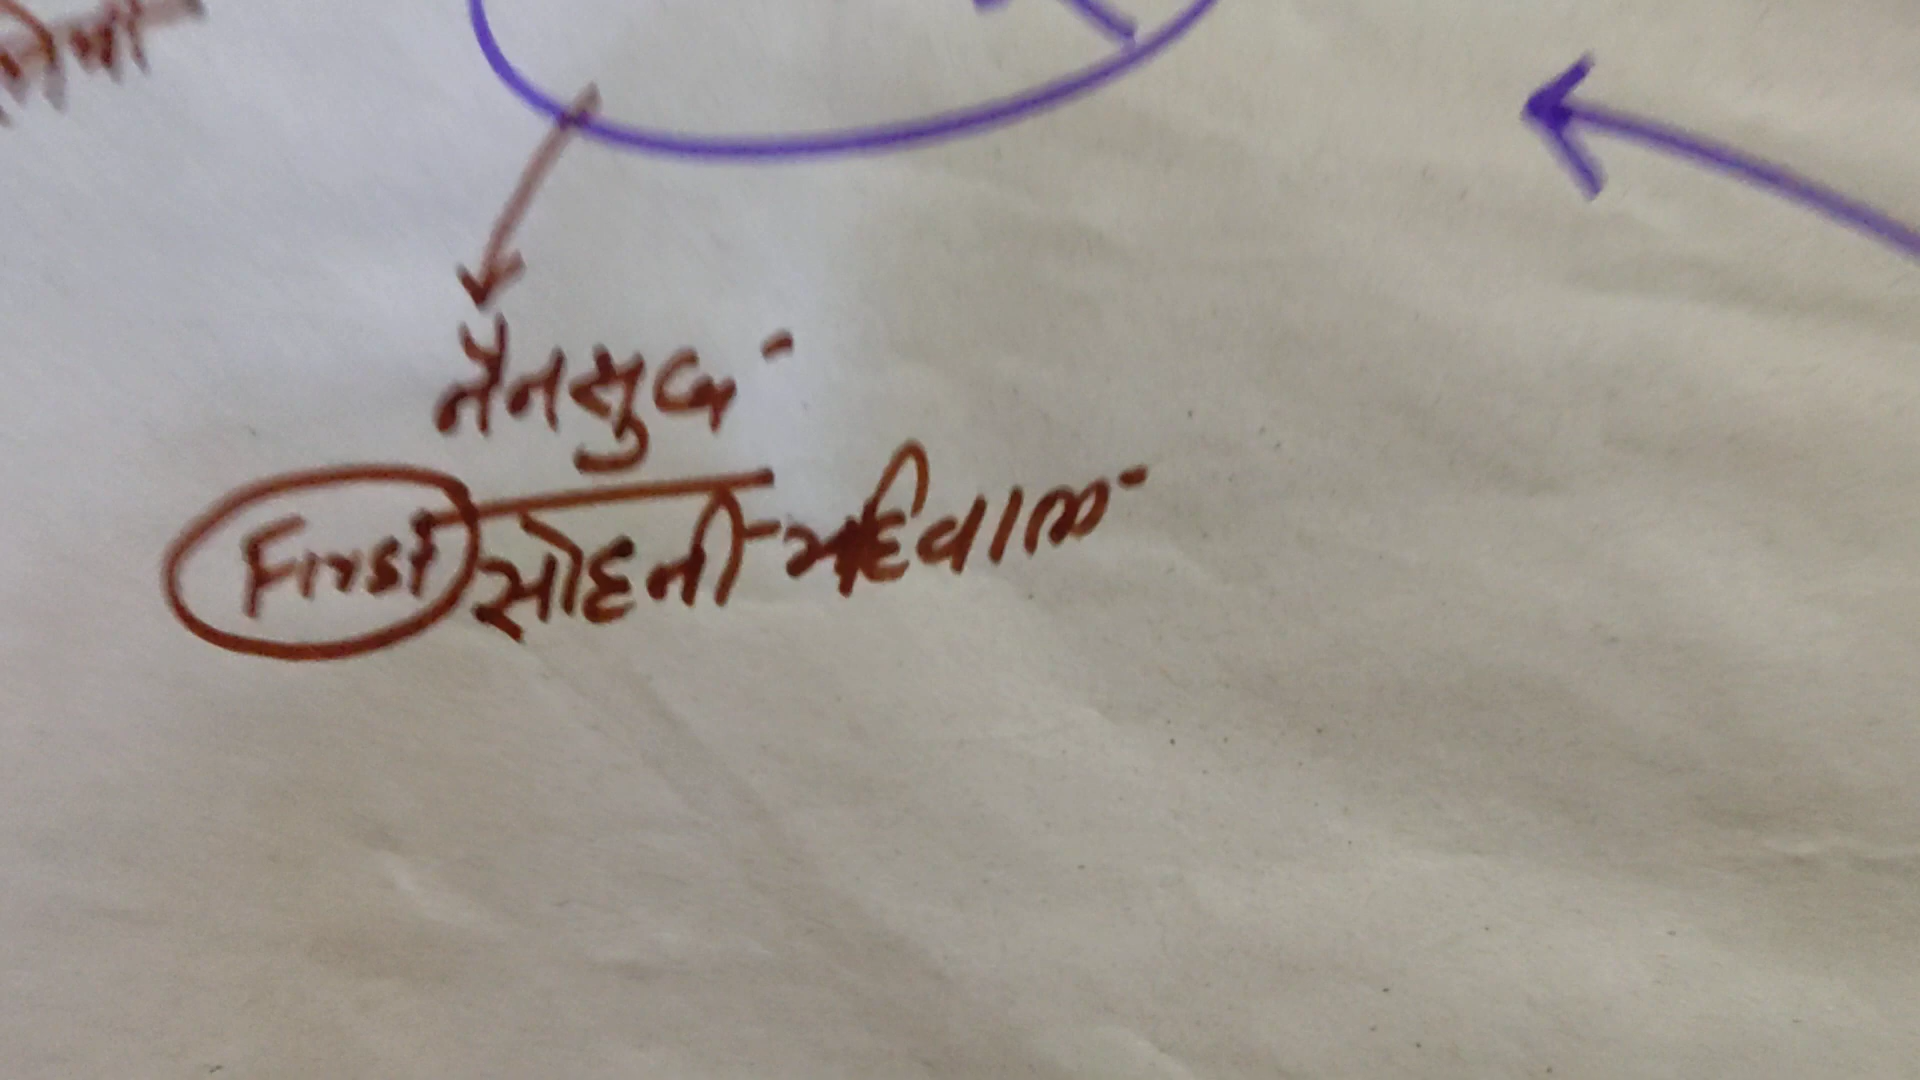 नैनसुख -
First सोहनी - महिवाल -